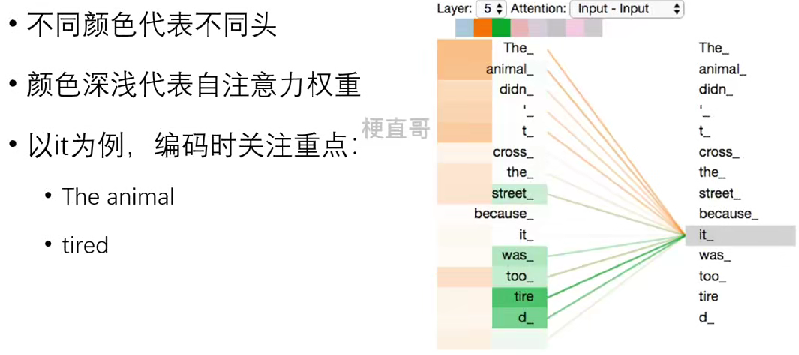 • 不同颜色代表不同头
• 颜色深浅代表自注意力权重
• 以it为例，编码时关注重点：
• The animal
• tired
梗直哥
Layer: 5 Attention: Input - Input
The_ The_
animal_ animal_
didn_ didn_
'_ '_
t_ t_
cross_ cross_
the_ the_
street_ street_
because_ because_
it_ it_
was_ was_
too_ too_
tire tire
d_ d_